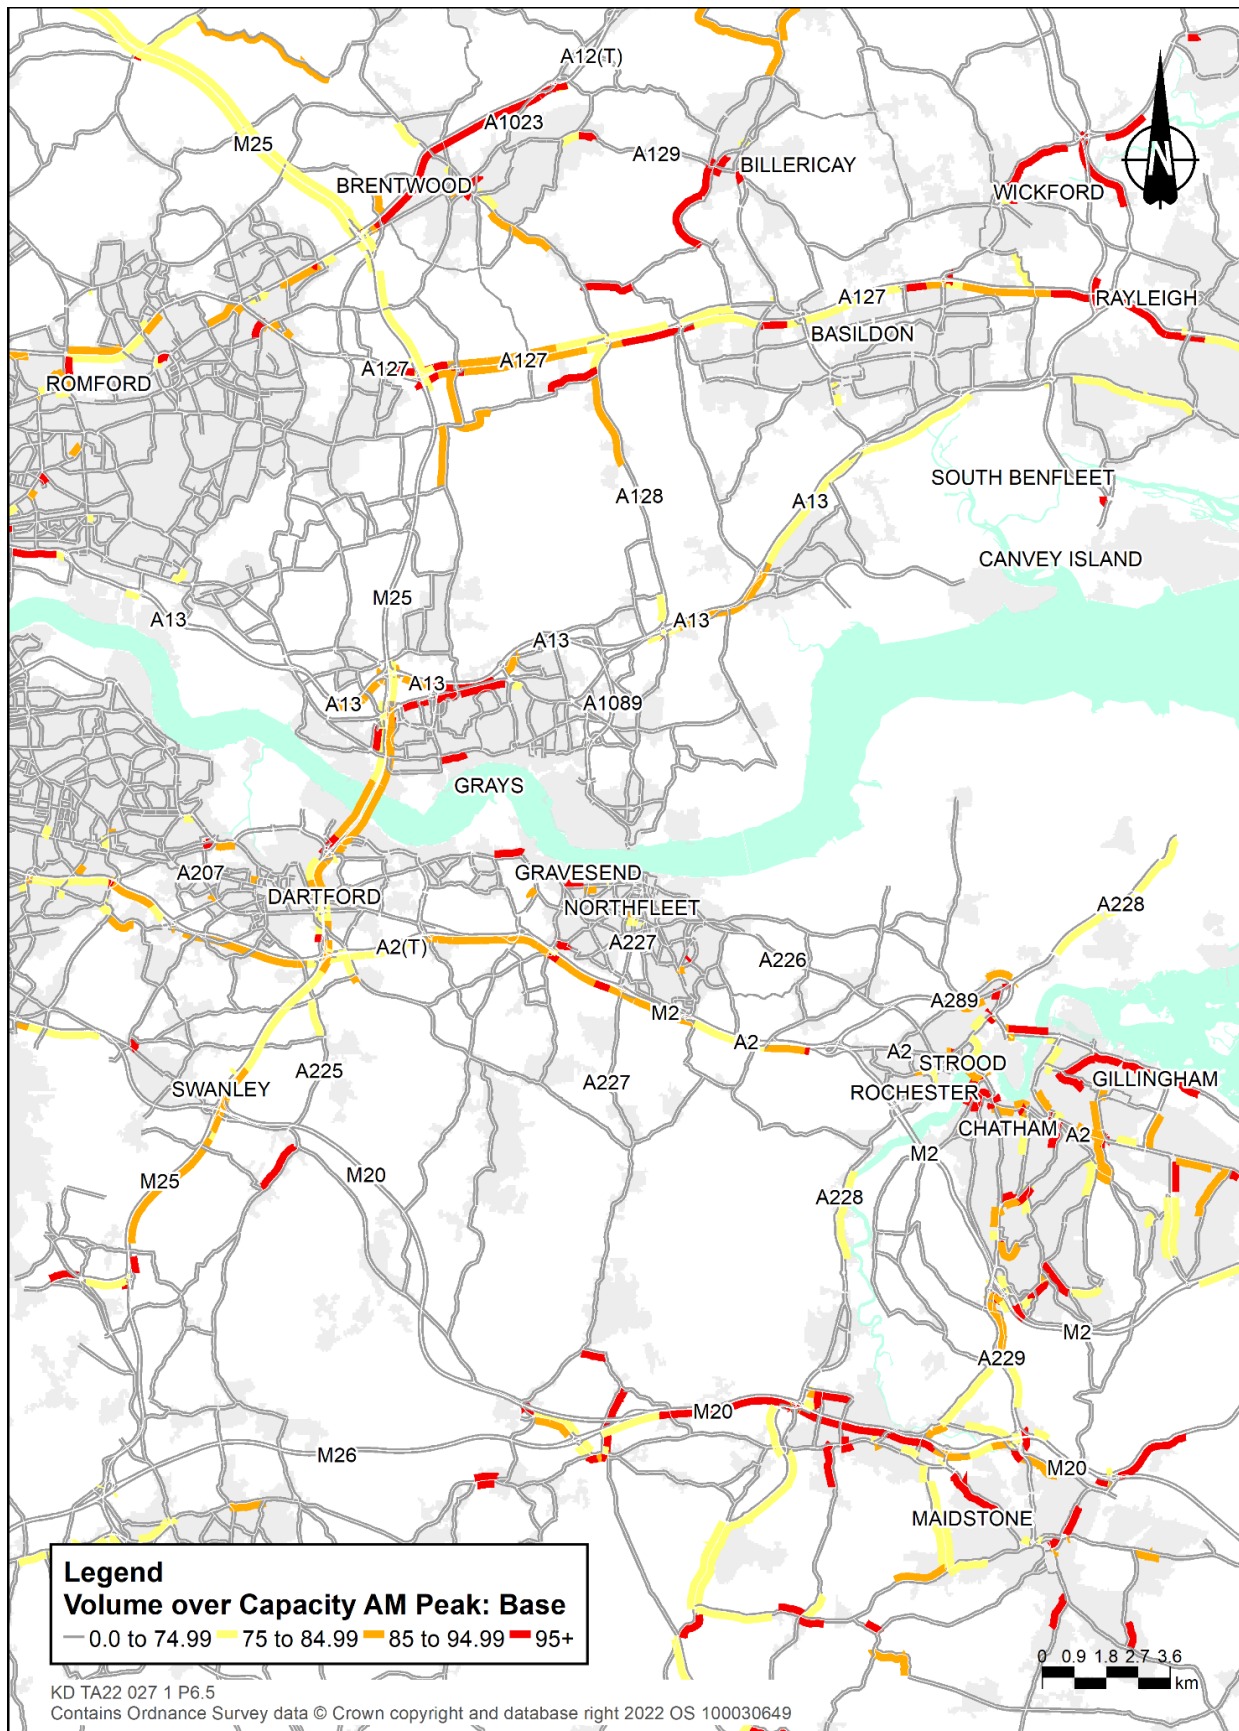 A12(T)
A1023
M25
A129
BILLERICAY
BRENTWOOD
WICKFORD
N
A127
RAYLEIGH
BASILDON
A127
A127
ROMFORD
SOUTH BENFLEET
A128
A13
CANVEY ISLAND
M25
A13
A13
A13
A13
A13
A1089
GRAYS
A207
GRAVESEND
DARTFORD
NORTHFLEET
A228
A2(T)
A227
A226
A289
M2
A2
A2
STROOD
A225
A227
SWANLEY
ROCHESTER
GILLINGHAM
CHATHAM
A2
M2
M20
M25
A228
M2
A229
M20
M26
M20
MAIDSTONE
Legend
Volume over Capacity AM Peak: Base
0.0 to 74.99 75 to 84.99 85 to 94.99 95+
0 0.9 1.8 2.7 3.6
km
KD TA22 027 1 P6.5
Contains Ordnance Survey data © Crown copyright and database right 2022 OS 100030649